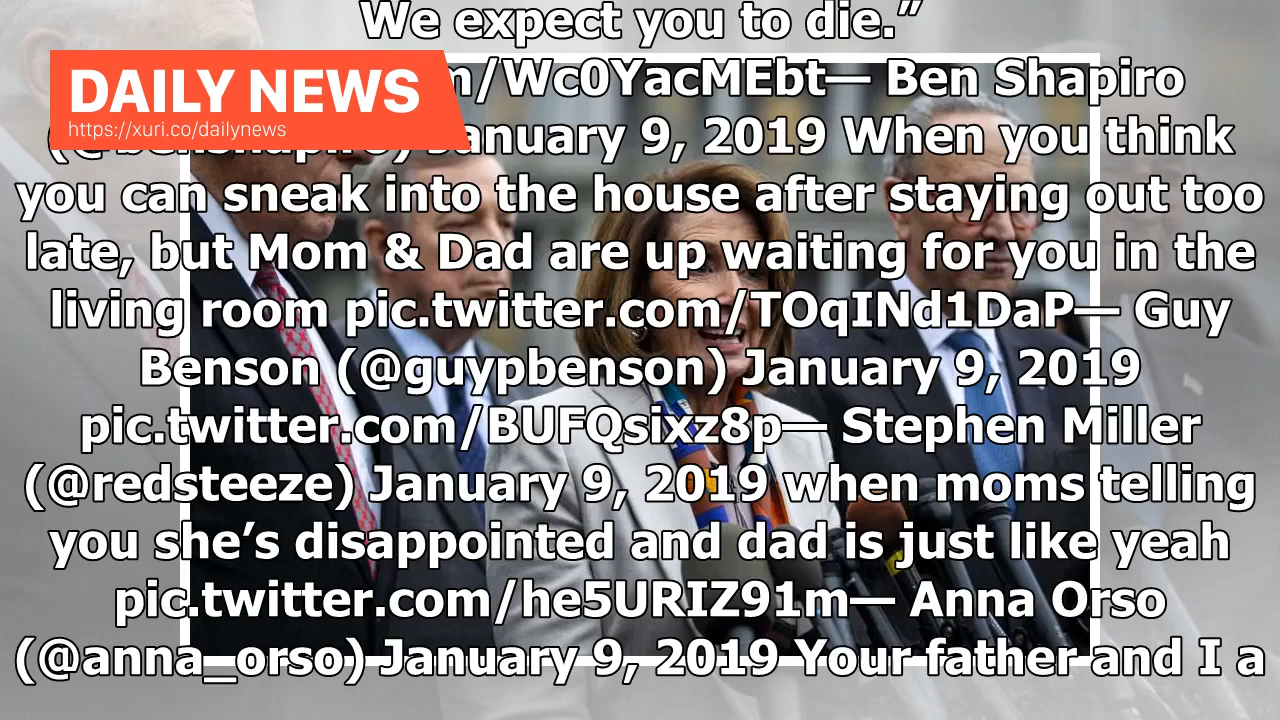 We expect you to die.”
DAILY NEWS
https://xuri.co/dailynews
m/Wc0YacMEbt— Ben Shapiro
(@benshapiro) January 9, 2019 When you think
you can sneak into the house after staying out too
late, but Mom & Dad are up waiting for you in the
living room pic.twitter.com/TOqINd1DaP— Guy
Benson (@guypbenson) January 9, 2019
pic.twitter.com/BUFQsixz8p— Stephen Miller
(@redsteeze) January 9, 2019 when moms telling
you she’s disappointed and dad is just like yeah
pic.twitter.com/he5URIZ91m— Anna Orso
(@anna_orso) January 9, 2019 Your father and I a